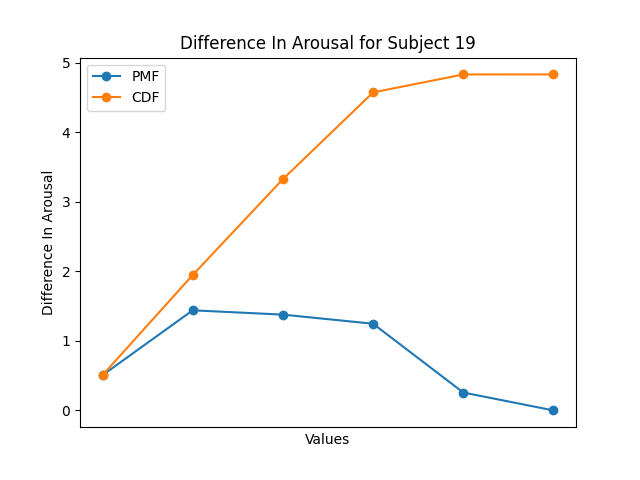 Difference In Arousal for Subject 19
PMF
CDF
5
4
3
2
1
0
Difference In Arousal
Values